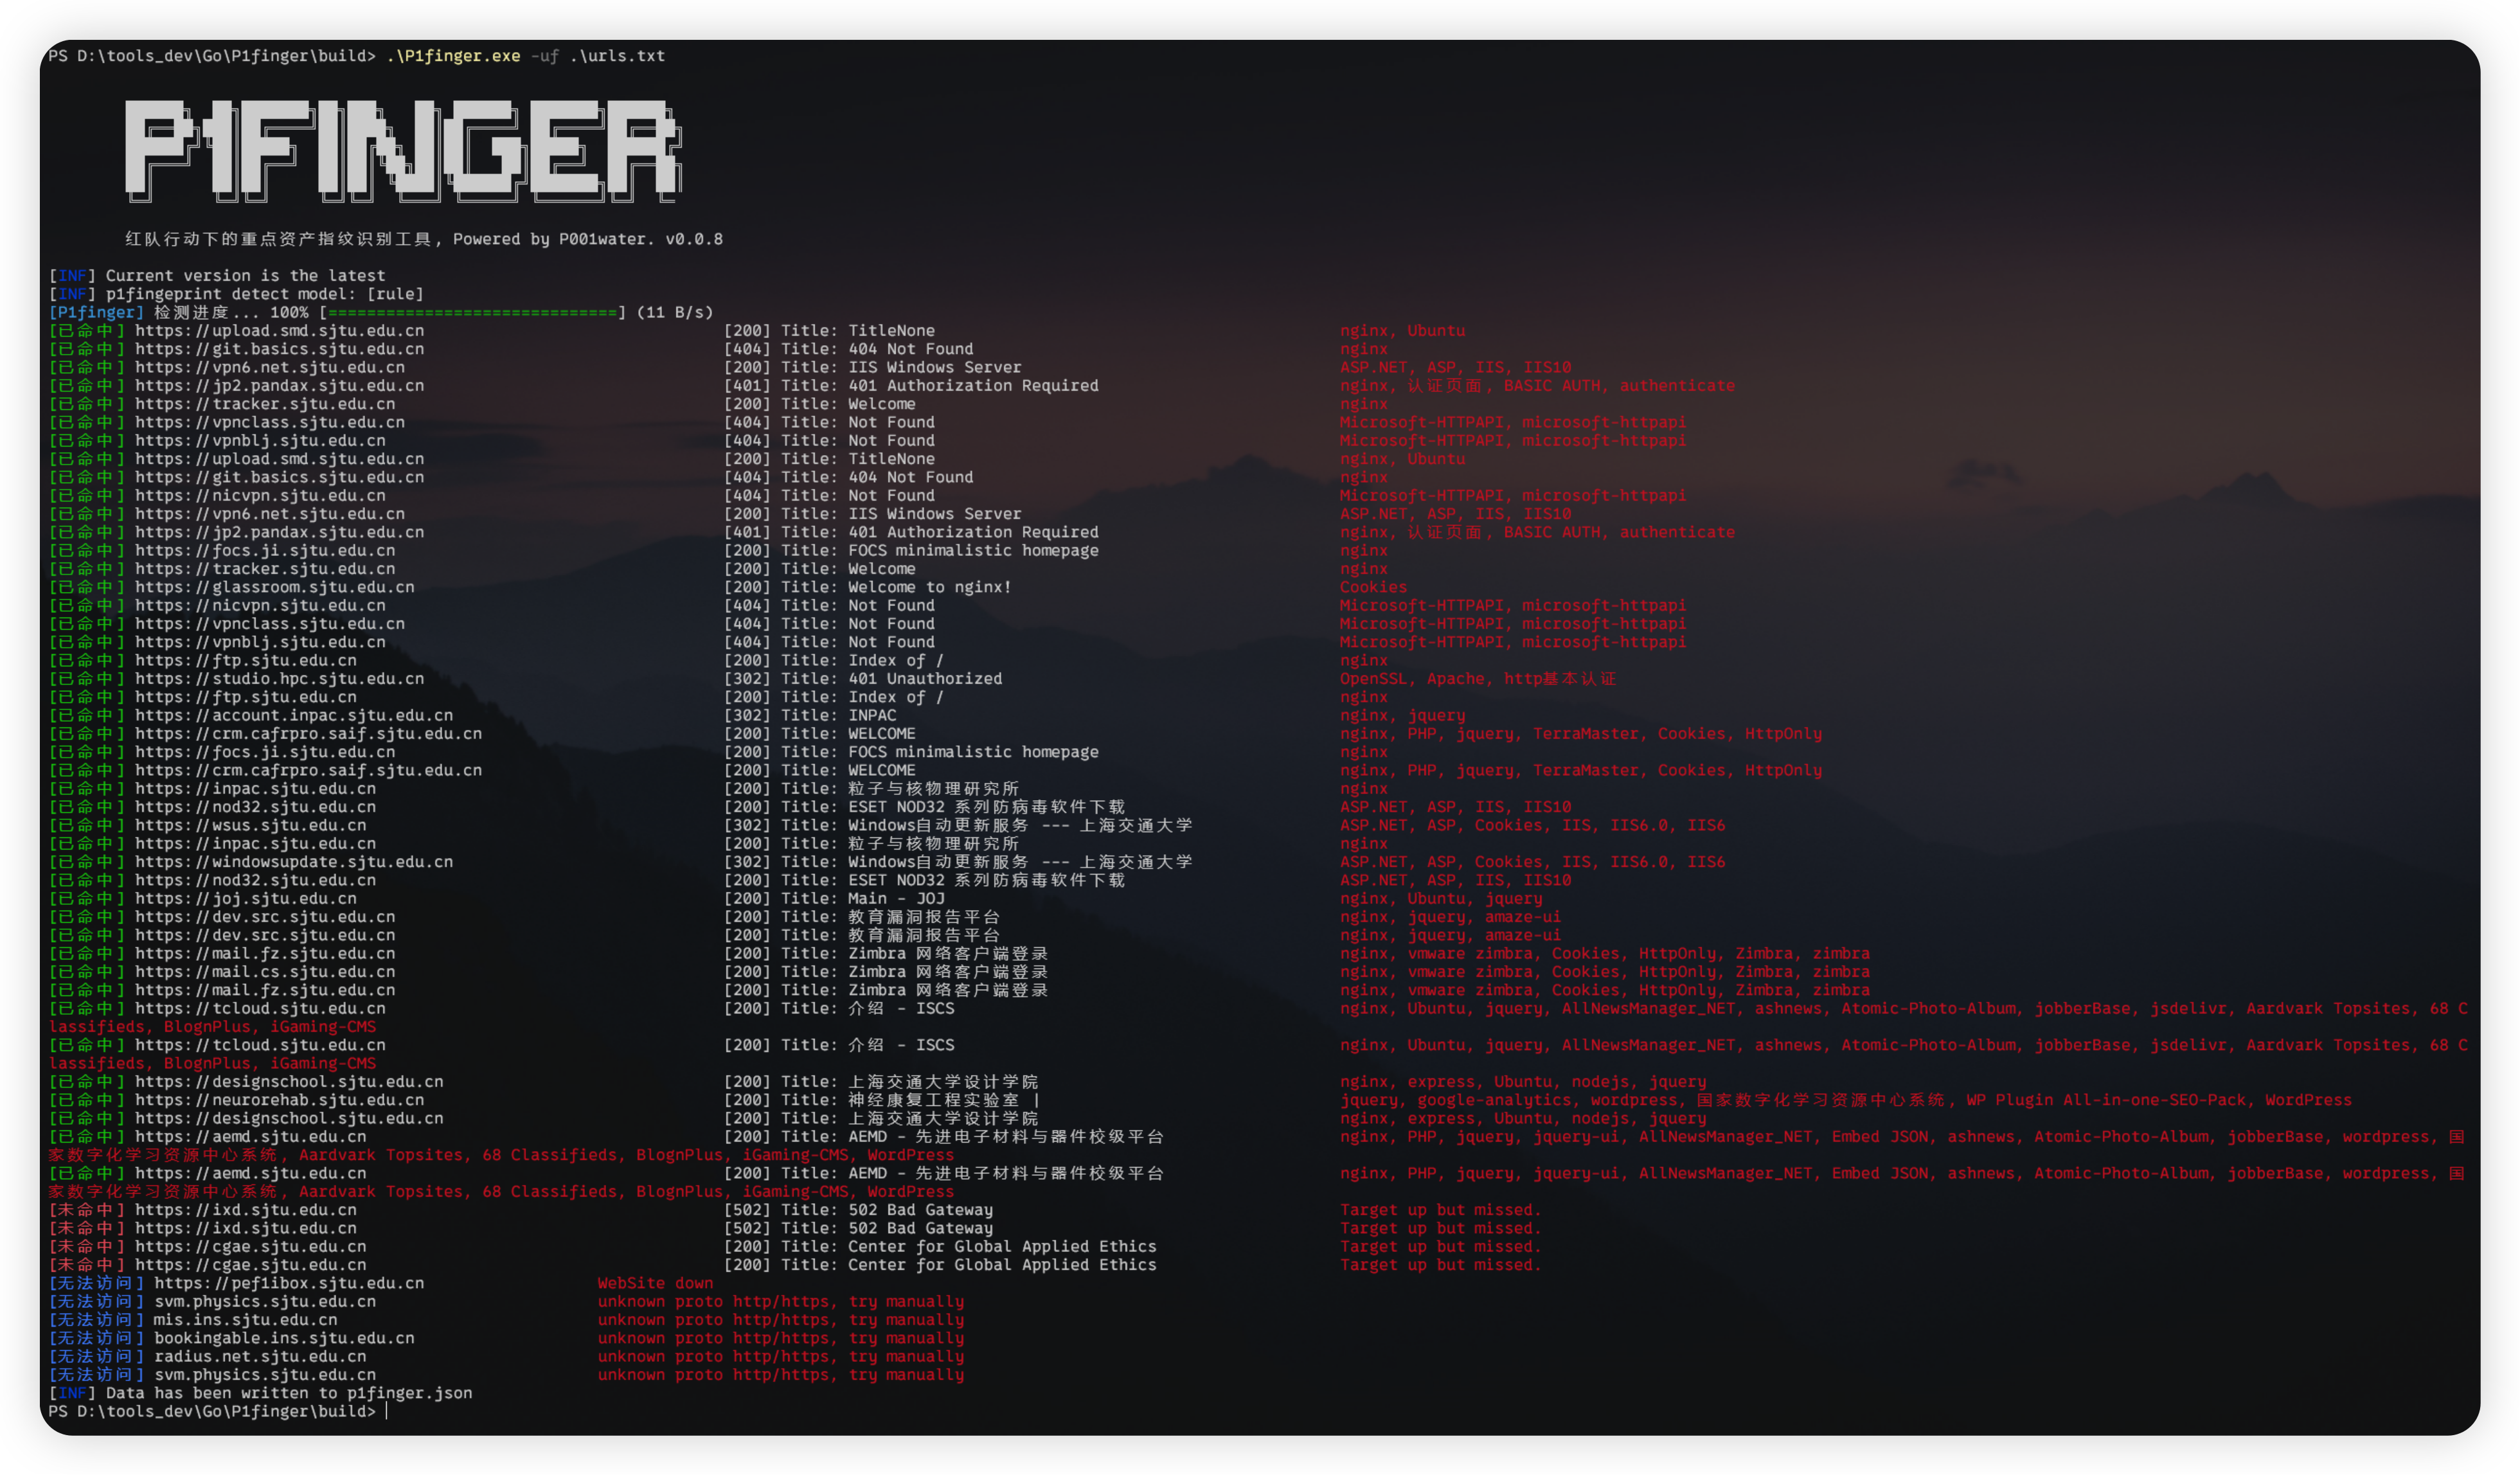 PS D:\tools_dev\Go\P1finger\build> .\P1finger.exe -uf .\urls.txt
P1FINGER
红队行动下的重点资产指纹识别工具, Powered by P001water. v0.0.8
[INF] Current version is the latest
[INF] p1fingeprint detect model: [rule]
[P1finger] 检测进度... 100% [==============================] (11 B/s)
[已命中] https://upload.smd.sjtu.edu.cn [200] Title: TitleNone nginx, Ubuntu
[已命中] https://git.basics.sjtu.edu.cn [404] Title: 404 Not Found nginx
[已命中] https://vpn6.net.sjtu.edu.cn [200] Title: IIS Windows Server ASP.NET, ASP, IIS, IIS10
[已命中] https://jp2.pandax.sjtu.edu.cn [401] Title: 401 Authorization Required nginx, 认证页面, BASIC AUTH, authenticate
[已命中] https://tracker.sjtu.edu.cn [200] Title: Welcome nginx
[已命中] https://vpnclass.sjtu.edu.cn [404] Title: Not Found Microsoft-HTTPAPI, microsoft-httpapi
[已命中] https://vpnblj.sjtu.edu.cn [404] Title: Not Found Microsoft-HTTPAPI, microsoft-httpapi
[已命中] https://upload.smd.sjtu.edu.cn [200] Title: TitleNone nginx, Ubuntu
[已命中] https://git.basics.sjtu.edu.cn [404] Title: 404 Not Found nginx
[已命中] https://nicvpn.sjtu.edu.cn [404] Title: Not Found Microsoft-HTTPAPI, microsoft-httpapi
[已命中] https://vpn6.net.sjtu.edu.cn [200] Title: IIS Windows Server ASP.NET, ASP, IIS, IIS10
[已命中] https://jp2.pandax.sjtu.edu.cn [401] Title: 401 Authorization Required nginx, 认证页面, BASIC AUTH, authenticate
[已命中] https://focs.ji.sjtu.edu.cn [200] Title: FOCS minimalistic homepage nginx
[已命中] https://tracker.sjtu.edu.cn [200] Title: Welcome nginx
[已命中] https://glassroom.sjtu.edu.cn [200] Title: Welcome to nginx! Cookies
[已命中] https://nicvpn.sjtu.edu.cn [404] Title: Not Found Microsoft-HTTPAPI, microsoft-httpapi
[已命中] https://vpnclass.sjtu.edu.cn [404] Title: Not Found Microsoft-HTTPAPI, microsoft-httpapi
[已命中] https://vpnblj.sjtu.edu.cn [404] Title: Not Found Microsoft-HTTPAPI, microsoft-httpapi
[已命中] https://ftp.sjtu.edu.cn [200] Title: Index of / nginx
[已命中] https://studio.hpc.sjtu.edu.cn [302] Title: 401 Unauthorized OpenSSL, Apache, http基本认证
[已命中] https://ftp.sjtu.edu.cn [200] Title: Index of / nginx
[已命中] https://account.inpac.sjtu.edu.cn [302] Title: INPAC nginx, jquery
[已命中] https://crm.cafrpro.saif.sjtu.edu.cn [200] Title: WELCOME nginx, PHP, jquery, TerraMaster, Cookies, HttpOnly
[已命中] https://focs.ji.sjtu.edu.cn [200] Title: FOCS minimalistic homepage nginx
[已命中] https://crm.cafrpro.saif.sjtu.edu.cn [200] Title: WELCOME nginx, PHP, jquery, TerraMaster, Cookies, HttpOnly
[已命中] https://inpac.sjtu.edu.cn [200] Title: 粒子与核物理研究所 nginx
[已命中] https://nod32.sjtu.edu.cn [200] Title: ESET NOD32 系列防病毒软件下载 ASP.NET, ASP, IIS, IIS10
[已命中] https://wsus.sjtu.edu.cn [302] Title: Windows自动更新服务 --- 上海交通大学 ASP.NET, ASP, Cookies, IIS, IIS6.0, IIS6
[已命中] https://inpac.sjtu.edu.cn [200] Title: 粒子与核物理研究所 nginx
[已命中] https://windowsupdate.sjtu.edu.cn [302] Title: Windows自动更新服务 --- 上海交通大学 ASP.NET, ASP, Cookies, IIS, IIS6.0, IIS6
[已命中] https://nod32.sjtu.edu.cn [200] Title: ESET NOD32 系列防病毒软件下载 ASP.NET, ASP, IIS, IIS10
[已命中] https://joj.sjtu.edu.cn [200] Title: Main - JOJ nginx, Ubuntu, jquery
[已命中] https://dev.src.sjtu.edu.cn [200] Title: 教育漏洞报告平台 nginx, jquery, amaze-ui
[已命中] https://dev.src.sjtu.edu.cn [200] Title: 教育漏洞报告平台 nginx, jquery, amaze-ui
[已命中] https://mail.fz.sjtu.edu.cn [200] Title: Zimbra 网络客户端登录 nginx, vmware zimbra, Cookies, HttpOnly, Zimbra, zimbra
[已命中] https://mail.cs.sjtu.edu.cn [200] Title: Zimbra 网络客户端登录 nginx, vmware zimbra, Cookies, HttpOnly, Zimbra, zimbra
[已命中] https://mail.fz.sjtu.edu.cn [200] Title: Zimbra 网络客户端登录 nginx, vmware zimbra, Cookies, HttpOnly, Zimbra, zimbra
[已命中] https://tcloud.sjtu.edu.cn [200] Title: 介绍 - ISCS nginx, Ubuntu, jquery, AllNewsManager_NET, ashnews, Atomic-Photo-Album, jobberBase, jsdelivr, Aardvark Topsites, 68 C
lassifieds, BlognPlus, iGaming-CMS
[已命中] https://tcloud.sjtu.edu.cn [200] Title: 介绍 - ISCS nginx, Ubuntu, jquery, AllNewsManager_NET, ashnews, Atomic-Photo-Album, jobberBase, jsdelivr, Aardvark Topsites, 68 C
lassifieds, BlognPlus, iGaming-CMS
[已命中] https://designschool.sjtu.edu.cn [200] Title: 上海交通大学设计学院 nginx, express, Ubuntu, nodejs, jquery
[已命中] https://neurorehab.sjtu.edu.cn [200] Title: 神经康复工程实验室 | jquery, google-analytics, wordpress, 国家数字化学习资源中心系统, WP Plugin All-in-one-SEO-Pack, WordPress
[已命中] https://designschool.sjtu.edu.cn [200] Title: 上海交通大学设计学院 nginx, express, Ubuntu, nodejs, jquery
[已命中] https://aemd.sjtu.edu.cn [200] Title: AEMD - 先进电子材料与器件校级平台 nginx, PHP, jquery, jquery-ui, AllNewsManager_NET, Embed JSON, ashnews, Atomic-Photo-Album, jobberBase, wordpress, 国
家数字化学习资源中心系统, Aardvark Topsites, 68 Classifieds, BlognPlus, iGaming-CMS, WordPress
[已命中] https://aemd.sjtu.edu.cn [200] Title: AEMD - 先进电子材料与器件校级平台 nginx, PHP, jquery, jquery-ui, AllNewsManager_NET, Embed JSON, ashnews, Atomic-Photo-Album, jobberBase, wordpress, 国
家数字化学习资源中心系统, Aardvark Topsites, 68 Classifieds, BlognPlus, iGaming-CMS, WordPress
[未命中] https://ixd.sjtu.edu.cn [502] Title: 502 Bad Gateway Target up but missed.
[未命中] https://ixd.sjtu.edu.cn [502] Title: 502 Bad Gateway Target up but missed.
[未命中] https://cgae.sjtu.edu.cn [200] Title: Center for Global Applied Ethics Target up but missed.
[未命中] https://cgae.sjtu.edu.cn [200] Title: Center for Global Applied Ethics Target up but missed.
[无法访问] https://pef1ibox.sjtu.edu.cn WebSite down
[无法访问] svm.physics.sjtu.edu.cn unknown proto http/https, try manually
[无法访问] mis.ins.sjtu.edu.cn unknown proto http/https, try manually
[无法访问] bookingable.ins.sjtu.edu.cn unknown proto http/https, try manually
[无法访问] radius.net.sjtu.edu.cn unknown proto http/https, try manually
[无法访问] svm.physics.sjtu.edu.cn unknown proto http/https, try manually
[INF] Data has been written to p1finger.json
PS D:\tools_dev\Go\P1finger\build>